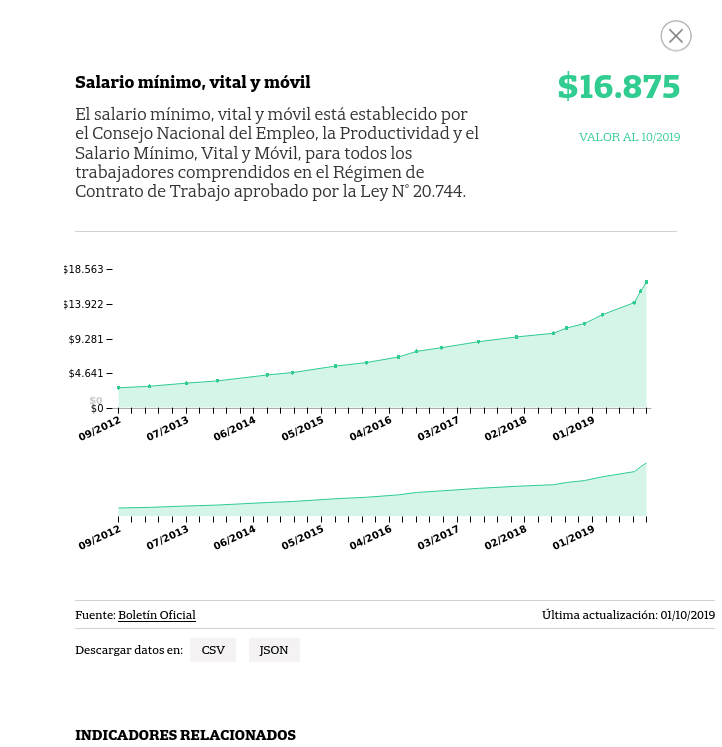 Salario mínimo, vital y móvil
$16.875
El salario mínimo, vital y móvil está establecido por
el Consejo Nacional del Empleo, la Productividad y el
Salario Mínimo, Vital y Móvil, para todos los
trabajadores comprendidos en el Régimen de
Contrato de Trabajo aprobado por la Ley N° 20.744.
VALOR AL 10/2019
$18.563
$13.922
$9.281
$4.641
$0
$0
09/2012 07/2013 06/2014 05/2015 04/2016 03/2017 02/2018 01/2019
09/2012 07/2013 06/2014 05/2015 04/2016 03/2017 02/2018 01/2019
Fuente: Boletín Oficial
Última actualización: 01/10/2019
Descargar datos en: CSV JSON
INDICADORES RELACIONADOS